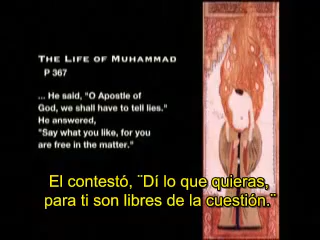 THE LIFE OF MUHAMMAD
P 367
... He said, "O Apostle of
God, we shall have to tell lies."
He answered,
"Say what you like, for you
are free in the matter."
El contestó, ¨Dí lo que quieras,
para ti son libres de la cuestión.¨